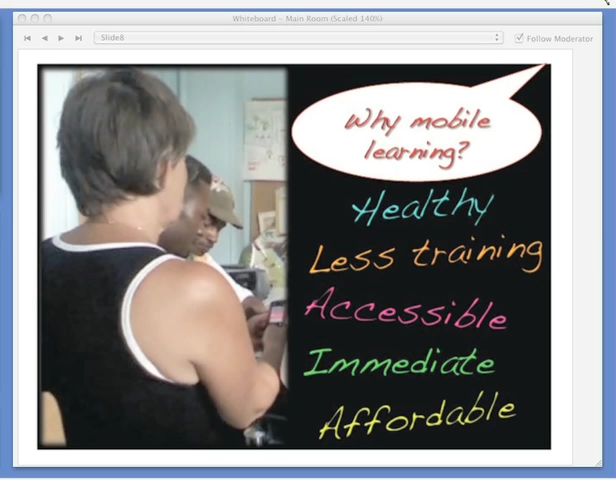 Whiteboard – Main Room (Scaled 140%)
Slide8
Follow Moderator
Why mobile
learning?
Healthy
Less training
Accessible
Immediate
Affordable